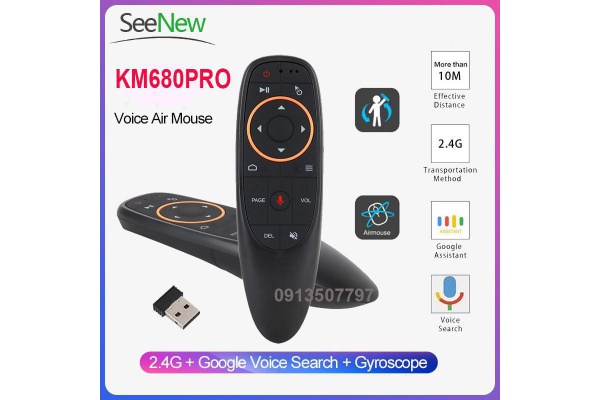 SeeNew
KM680PRO
Voice Air Mouse
PAGE
VOL
DEL
0913507797
Airmouse
More than
10M
Effective
Distance
2.4G
Transportation
Method
ASSISTANT
Google
Assistant
Voice
Search
2.4G + Google Voice Search + Gyroscope